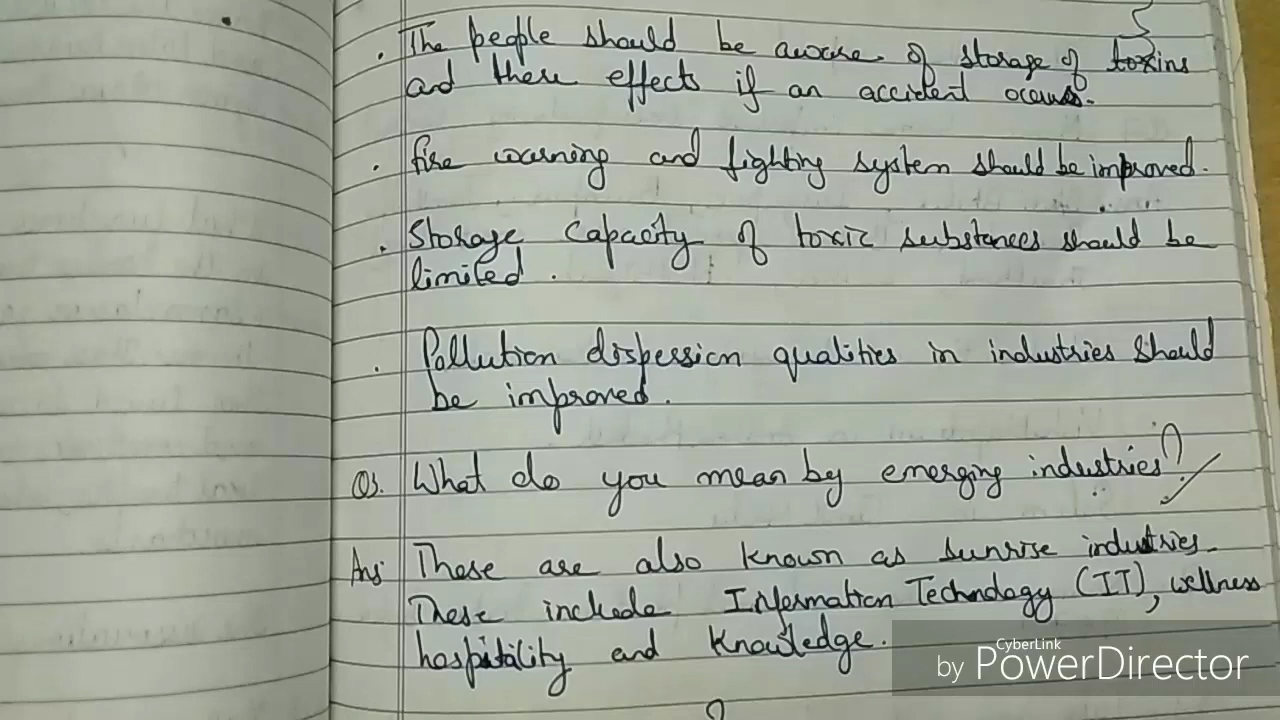 . The people should be aware of storage of toxins
and there effects if an accident occurs.
. fire warning and fighting system should be improved.
. Storage Capacity of toxic substances should be
limited.
. Pollution dispession qualities in industries should
be improved.
Q3. What do you mean by emerging industries?
Ans These are also known as sunrise industries.
These include Information Technology (IT), wellness
hospitality and knowledge.
CyberLink
by PowerDirector